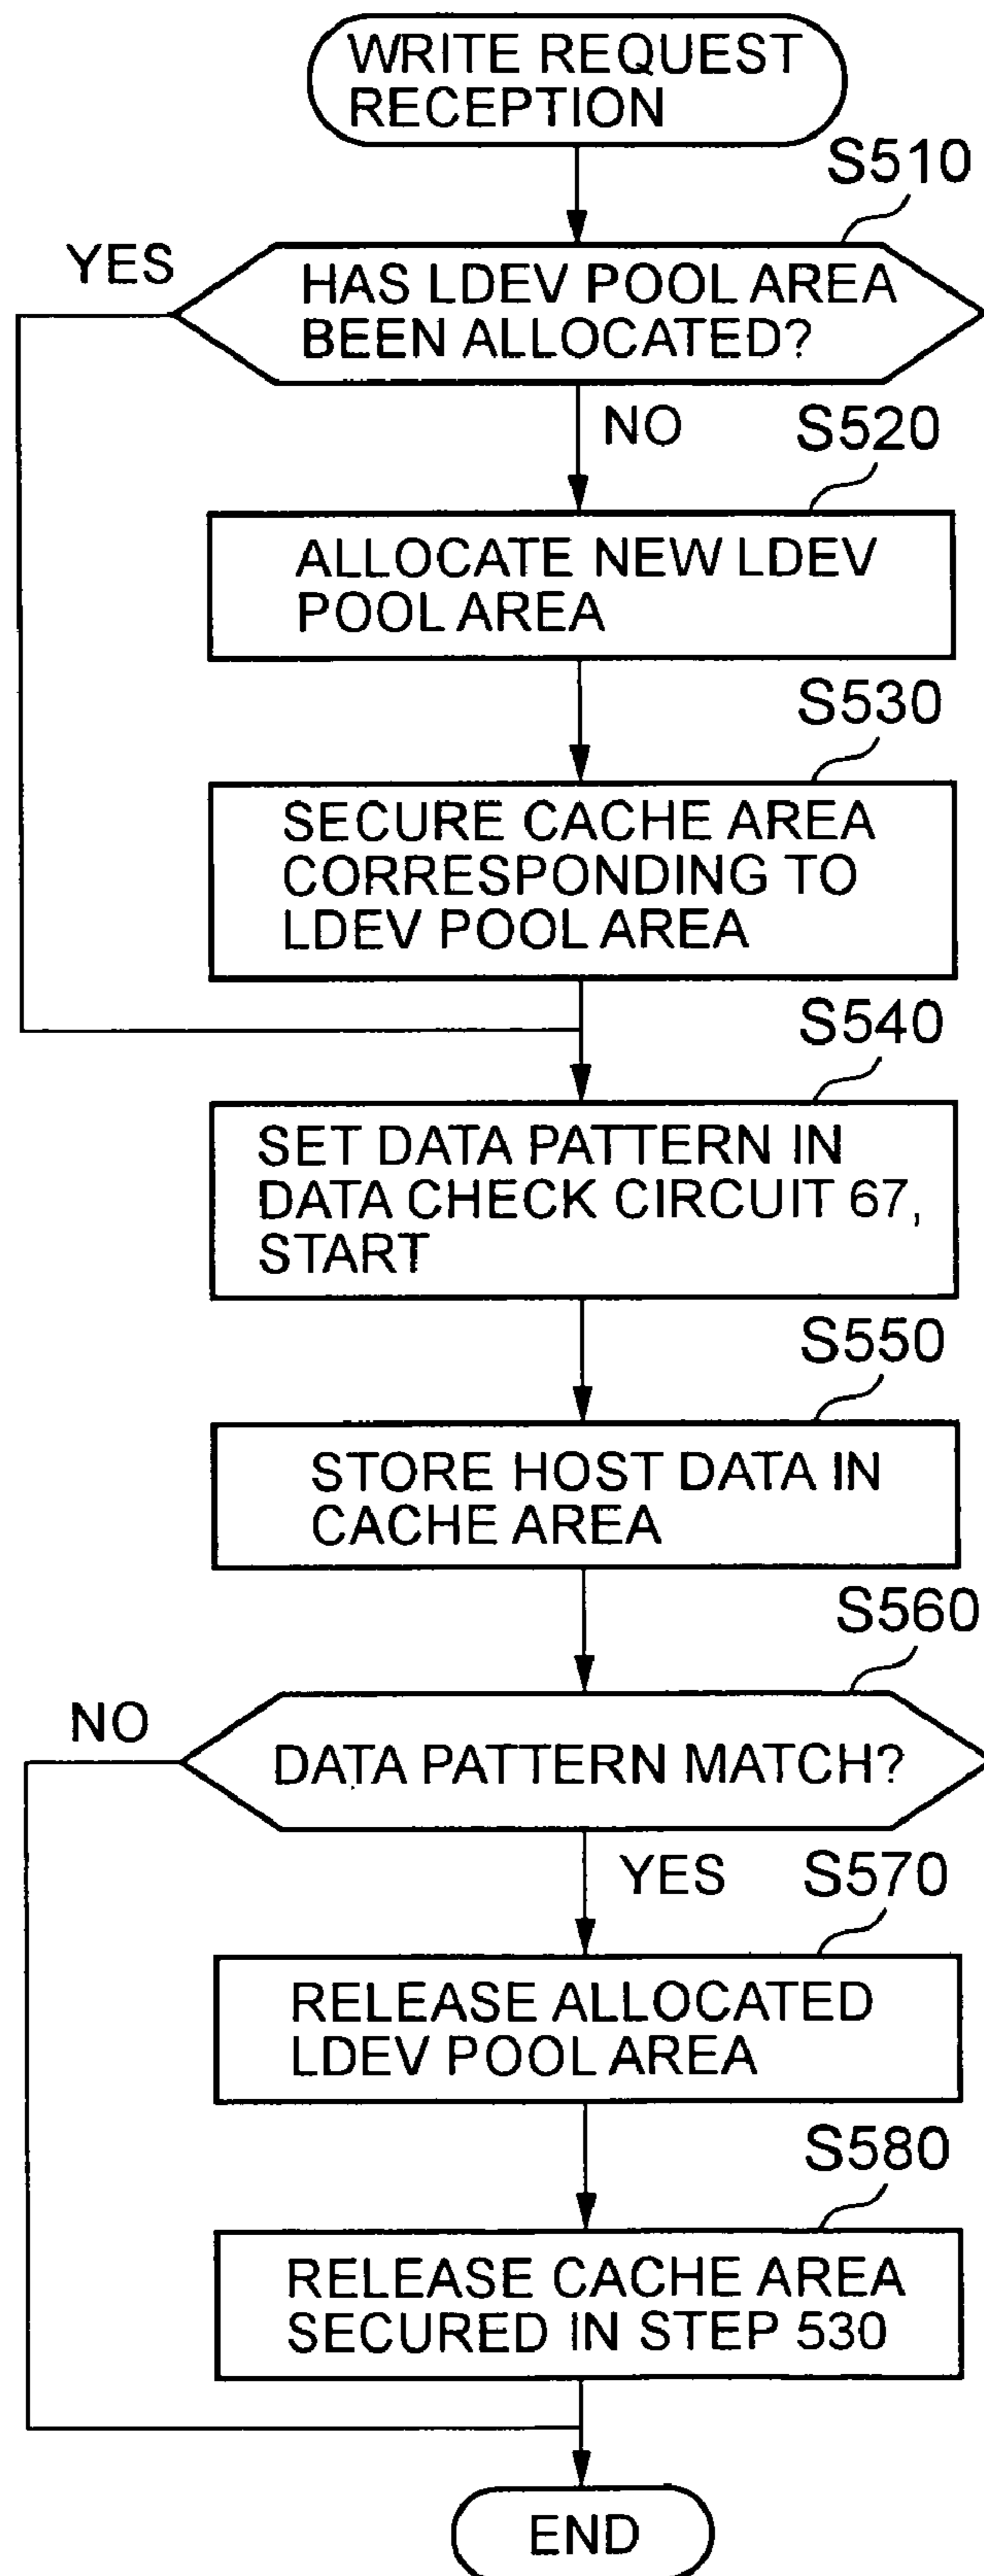 WRITE REQUEST
RECEPTION
S510
YES
HAS LDEV POOL AREA
BEEN ALLOCATED?
NO
S520
ALLOCATE NEW LDEV
POOL AREA
S530
SECURE CACHE AREA
CORRESPONDING TO
LDEV POOL AREA
S540
SET DATA PATTERN IN
DATA CHECK CIRCUIT 67,
START
S550
STORE HOST DATA IN
CACHE AREA
S560
NO
DATA PATTERN MATCH?
YES
S570
RELEASE ALLOCATED
LDEV POOL AREA
S580
RELEASE CACHE AREA
SECURED IN STEP 530
END